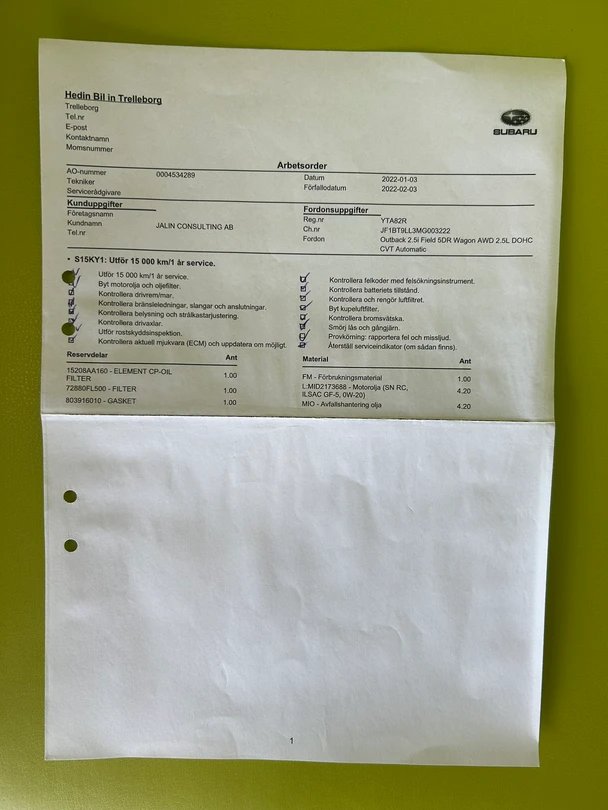 Hedin Bil in Trelleborg
Trelleborg
Tel.nr
E-post
Kontaktnamn
Momsnummer
SUBARU
Arbetsorder
AO-nummer 0004534289
Tekniker
Servicerådgivare
Datum 2022-01-03
Förfallodatum 2022-02-03
Kunduppgifter
Företagsnamn
Kundnamn JALIN CONSULTING AB
Tel.nr
Fordonsuppgifter
Reg.nr YTA82R
Ch.nr JF1BT9LL3MG003222
Fordon Outback 2.5i Field 5DR Wagon AWD 2.5L DOHC
CVT Automatic
• S15KY1: Utför 15 000 km/1 år service.
Utför 15 000 km/1 år service.
Byt motorolja och oljefilter.
Kontrollera drivrem/mar.
Kontrollera bränsleledningar, slangar och anslutningar.
Kontrollera belysning och strålkastarjustering.
Kontrollera drivaxlar.
Utför rostskyddsinspektion.
Kontrollera aktuell mjukvara (ECM) och uppdatera om möjligt.
Kontrollera felkoder med felsökningsinstrument.
Kontrollera batteriets tillstånd.
Kontrollera och rengör luftfiltret.
Byt kupeluftfilter.
Kontrollera bromsvätska.
Smörj lås och gångjärn.
Provkörning: rapportera fel och missljud.
Återställ serviceindikator (om sådan finns).
Reservdelar Ant
15208AA160 - ELEMENT CP-OIL
FILTER 1.00
72880FL500 - FILTER 1.00
803916010 - GASKET 1.00
Material Ant
FM - Förbrukningsmaterial 1.00
L:MID2173688 - Motorolja (SN RC,
ILSAC GF-5, 0W-20) 4.20
MIO - Avfallshantering olja 4.20
1